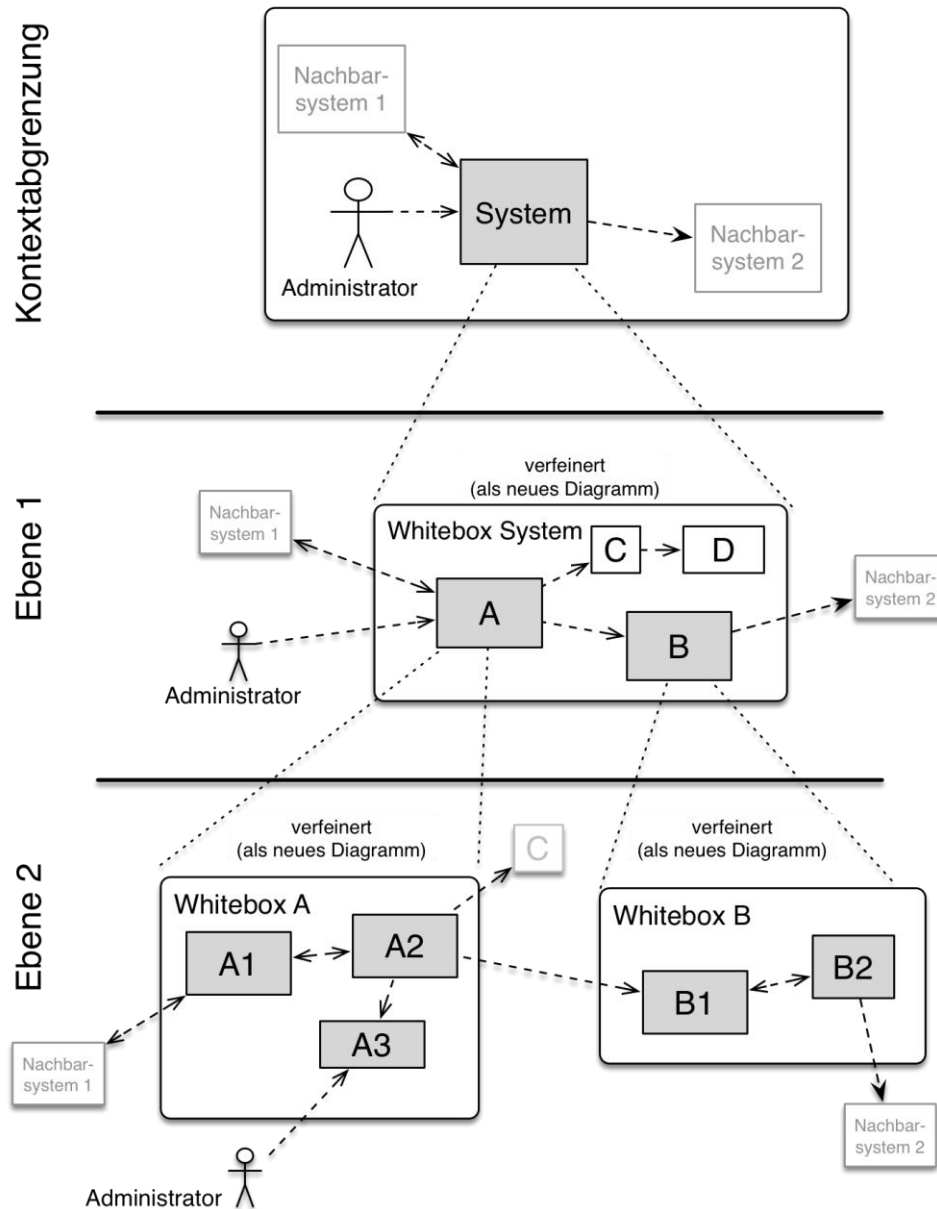 Kontextabgrenzung
Nachbar-
system 1
System
Administrator
Nachbar-
system 2
Ebene 1
verfeinert
(als neues Diagramm)
Nachbar-
system 1
Whitebox System
C
D
A
B
Nachbar-
system 2
Administrator
Ebene 2
verfeinert
(als neues Diagramm)
C
verfeinert
(als neues Diagramm)
Whitebox A
A1
A2
A3
Nachbar-
system 1
Administrator
Whitebox B
B1
B2
Nachbar-
system 2